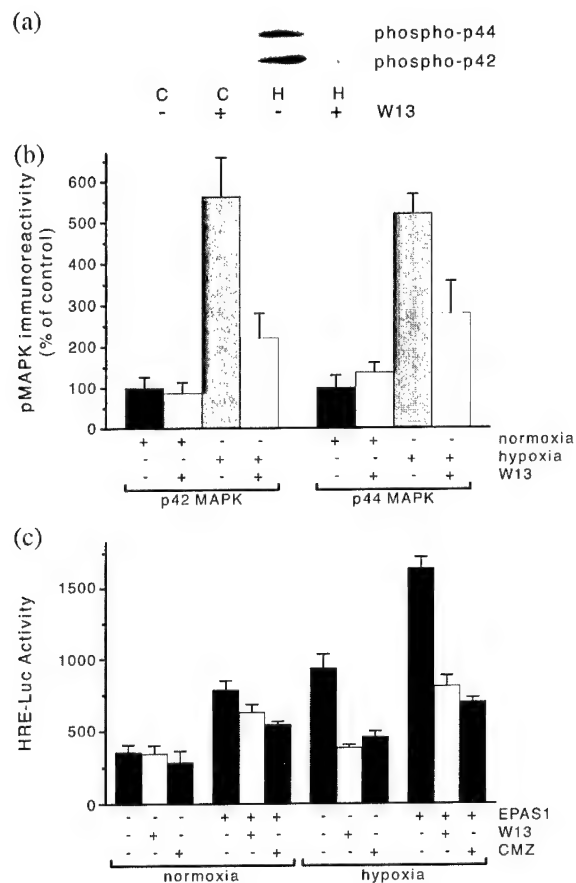 (a)
phospho-p44
phospho-p42
C C H H
- + - + W13
(b)
pMAPK immunoreactivity
(% of control)
600
500
400
300
200
100
0
+ + - - + + - - normoxia
- - + + - - + + hypoxia
- + - + - + - + W13
p42 MAPK p44 MAPK
(c)
HRE-Luc Activity
1500
1000
500
0
- - - + + + - - - + + + EPAS1
- + - - + - - + - - + - W13
- - + - - + - - + - - + CMZ
normoxia hypoxia